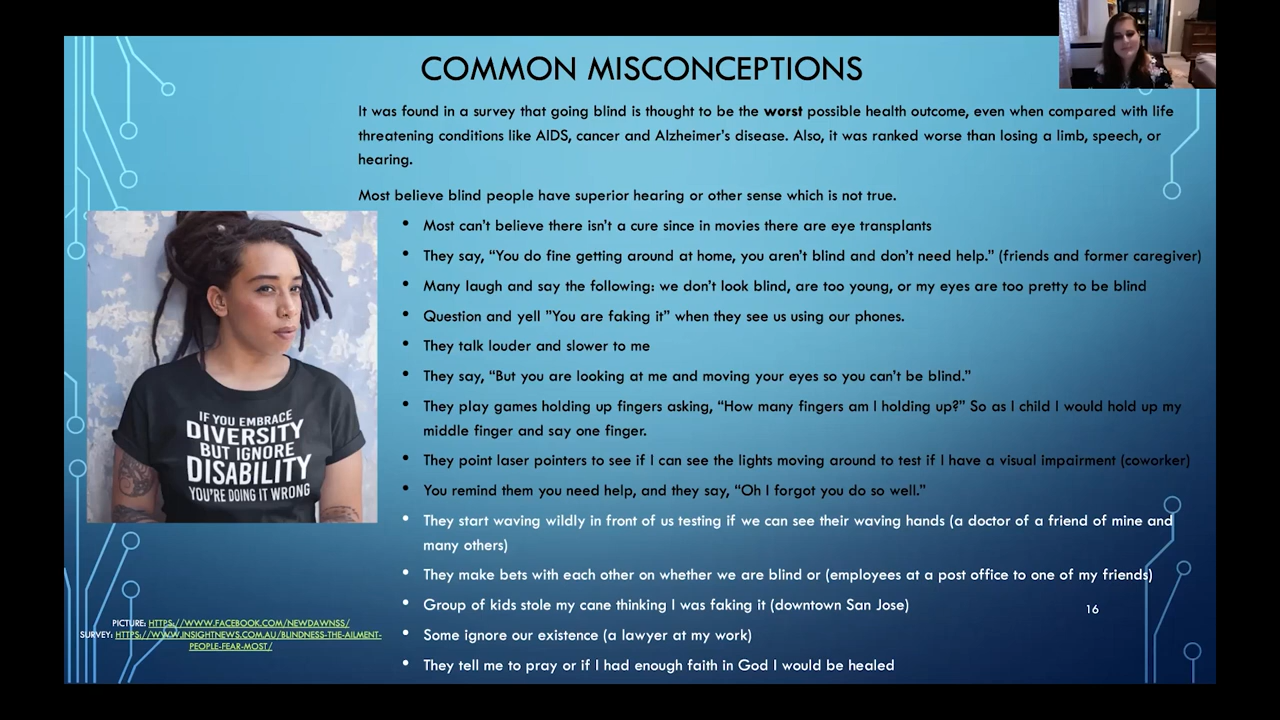 COMMON MISCONCEPTIONS
It was found in a survey that going blind is thought to be the worst possible health outcome, even when compared with life
threatening conditions like AIDS, cancer and Alzheimer's disease. Also, it was ranked worse than losing a limb, speech, or
hearing.
Most believe blind people have superior hearing or other sense which is not true.
• Most can't believe there isn't a cure since in movies there are eye transplants
• They say, “You do fine getting around at home, you aren't blind and don't need help.” (friends and former caregiver)
• Many laugh and say the following: we don't look blind, are too young, or my eyes are too pretty to be blind
• Question and yell ”You are faking it” when they see us using our phones.
• They talk louder and slower to me
• They say, “But you are looking at me and moving your eyes so you can't be blind.”
• They play games holding up fingers asking, “How many fingers am I holding up?” So as I child I would hold up my
middle finger and say one finger.
• They point laser pointers to see if I can see the lights moving around to test if I have a visual impairment (coworker)
• You remind them you need help, and they say, “Oh I forgot you do so well.”
• They start waving wildly in front of us testing if we can see their waving hands (a doctor of a friend of mine and
many others)
• They make bets with each other on whether we are blind or (employees at a post office to one of my friends)
• Group of kids stole my cane thinking I was faking it (downtown San Jose)
• Some ignore our existence (a lawyer at my work)
• They tell me to pray or if I had enough faith in God I would be healed
IF YOU EMBRACE
DIVERSITY
BUT IGNORE
DISABILITY
YOU'RE DOING IT WRONG
PICTURE: HTTPS://WWW.FACEBOOK.COM/NEWDAWNSS/
SURVEY: HTTPS://WWW.INSIGHTNEWS.COM.AU/BLINDNESS-THE-AILMENT-
PEOPLE-FEAR-MOST/
16